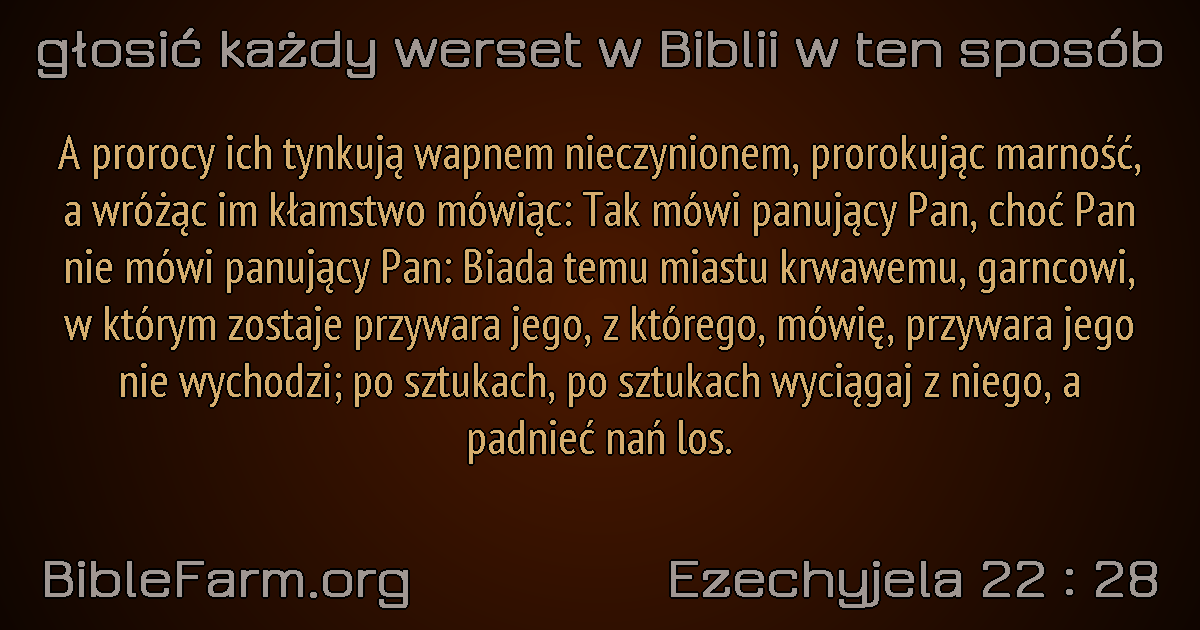 głosić każdy werset w Biblii w ten sposób
A prorocy ich tynkują wapnem nieczynionem, prorokując marność,
a wróżąc im kłamstwo mówiąc: Tak mówi panujący Pan, choć Pan
nie mówi panujący Pan: Biada temu miastu krwawemu, garncowi,
w którym zostaje przywara jego, z którego, mówię, przywara jego
nie wychodzi; po sztukach, po sztukach wyciągaj z niego, a
padnieć nań los.
BibleFarm.org
Ezechyjela 22 : 28